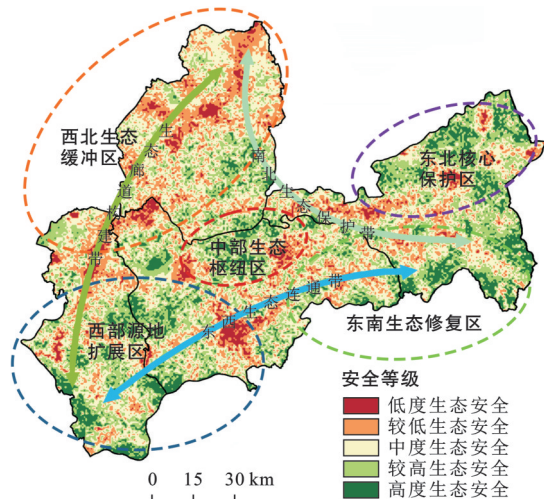 西北生态
缓冲区
生态廊道构建带
南北生态保护带
东北核心
保护区
中部生态
枢纽区
东西生态连通带
西部源地
扩展区
东南生态修复区
安全等级
低度生态安全
较低生态安全
中度生态安全
较高生态安全
高度生态安全
0 15 30 km